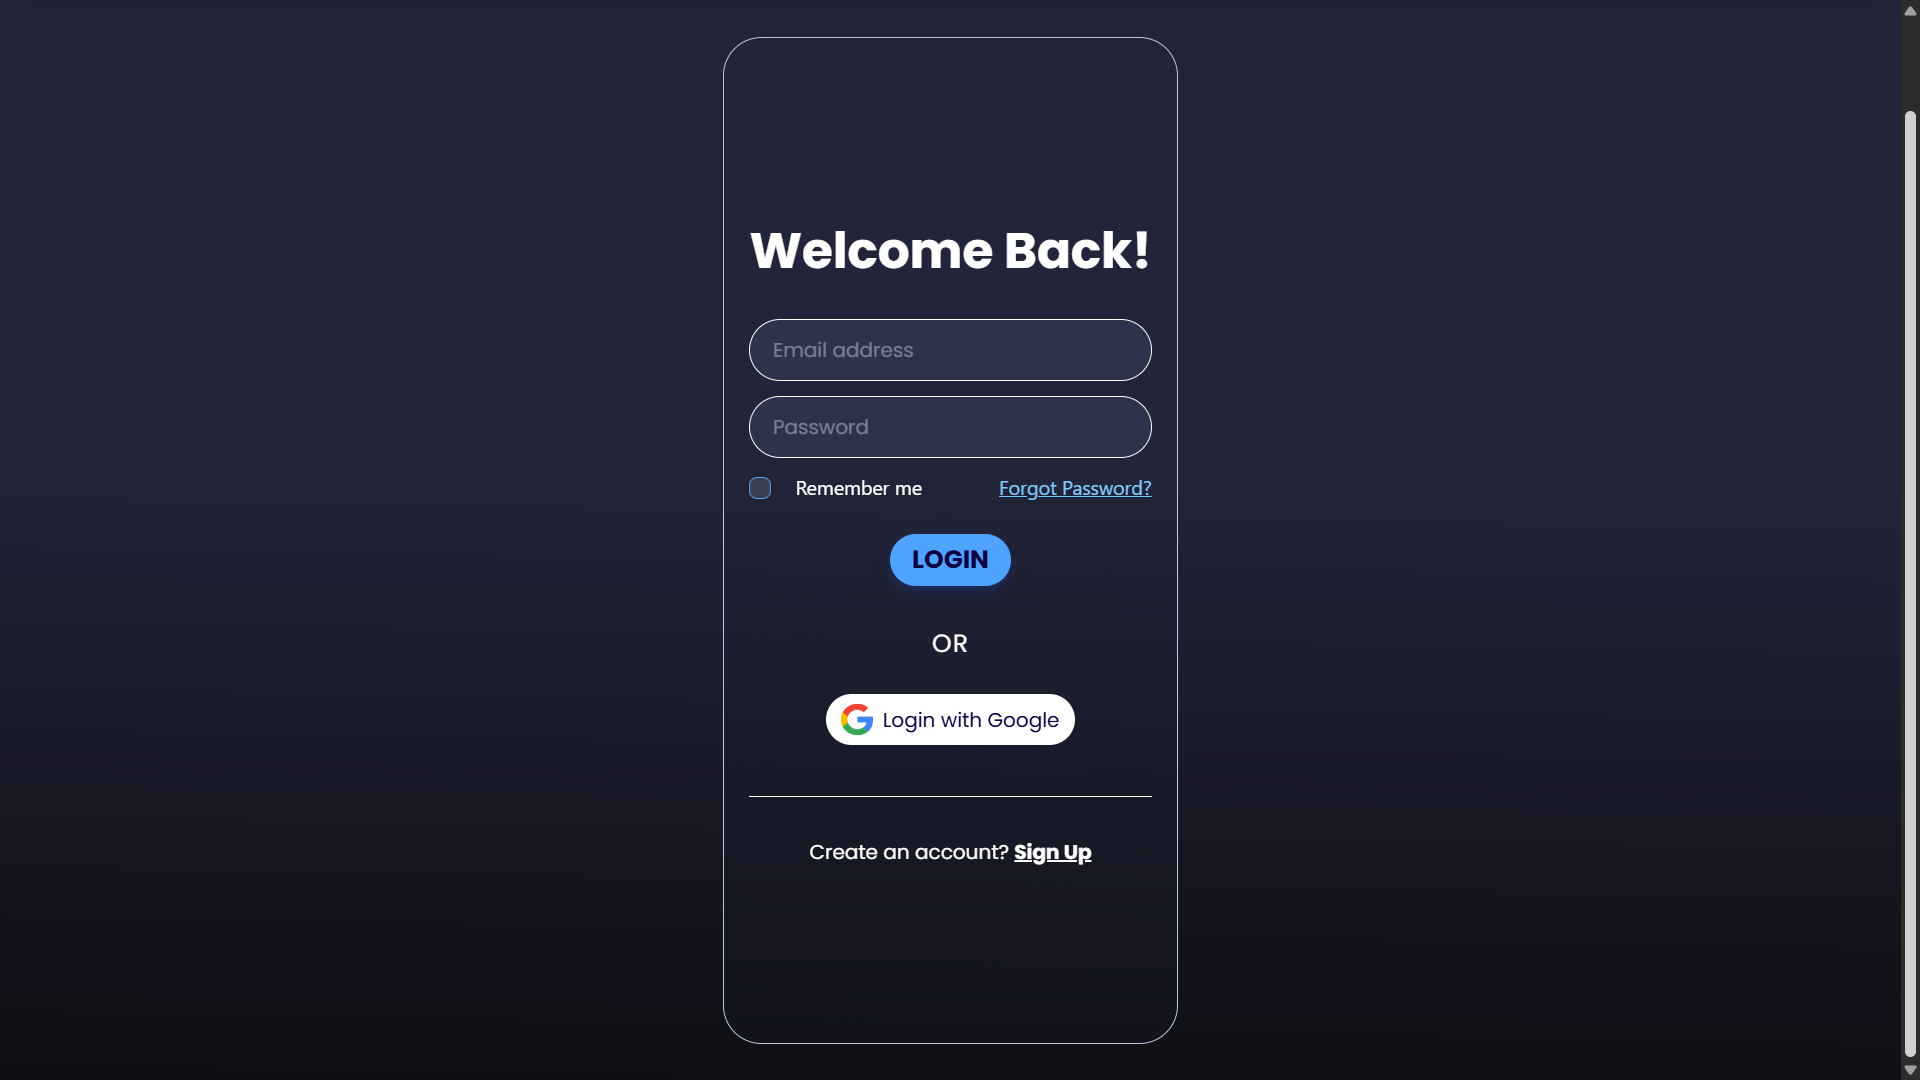 Welcome Back!
Email address
Password
Remember me Forgot Password?
LOGIN
OR
Login with Google
Create an account? Sign Up